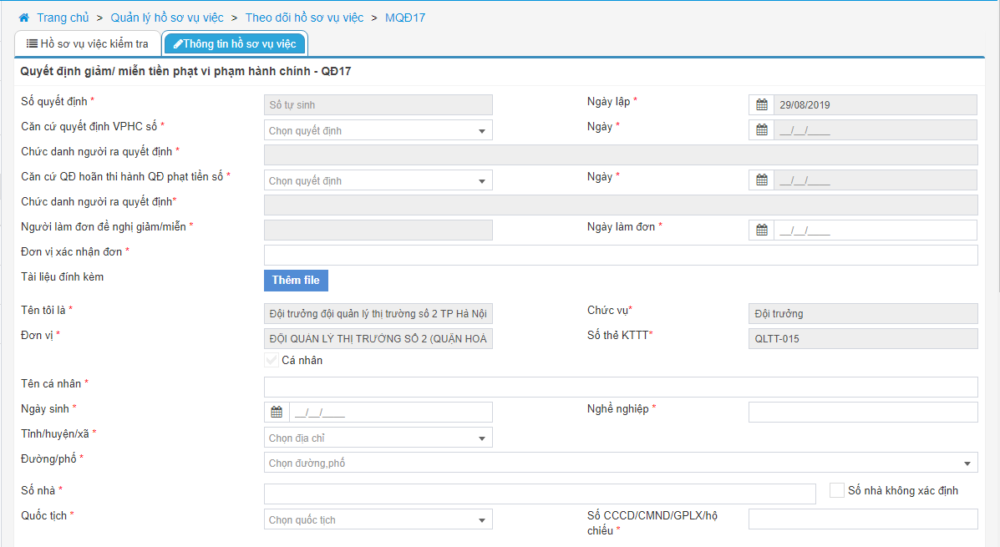 Trang chủ > Quản lý hồ sơ vụ việc > Theo dõi hồ sơ vụ việc > MQĐ17
Hồ sơ vụ việc kiểm tra Thông tin hồ sơ vụ việc
Quyết định giảm/ miễn tiền phạt vi phạm hành chính - QĐ17
Số quyết định * Số tự sinh Ngày lập * 29/08/2019
Căn cứ quyết định VPHC số * Chọn quyết định Ngày * __/__/____
Chức danh người ra quyết định *
Căn cứ QĐ hoãn thi hành QĐ phạt tiền số * Chọn quyết định Ngày * __/__/____
Chức danh người ra quyết định*
Người làm đơn đề nghị giảm/miễn * Ngày làm đơn * __/__/____
Đơn vị xác nhận đơn *
Tài liệu đính kèm Thêm file
Tên tôi là * Đội trưởng đội quản lý thị trường số 2 TP Hà Nội Chức vụ* Đội trưởng
Đơn vị * ĐỘI QUẢN LÝ THỊ TRƯỜNG SỐ 2 (QUẬN HOÀ Số thẻ KTTT* QLTT-015
Cá nhân
Tên cá nhân *
Ngày sinh * __/__/____ Nghề nghiệp *
Tỉnh/huyện/xã * Chọn địa chỉ
Đường/phố * Chọn đường,phố
Số nhà * Số nhà không xác định
Quốc tịch * Chọn quốc tịch Số CCCD/CMND/GPLX/hộ
chiếu *